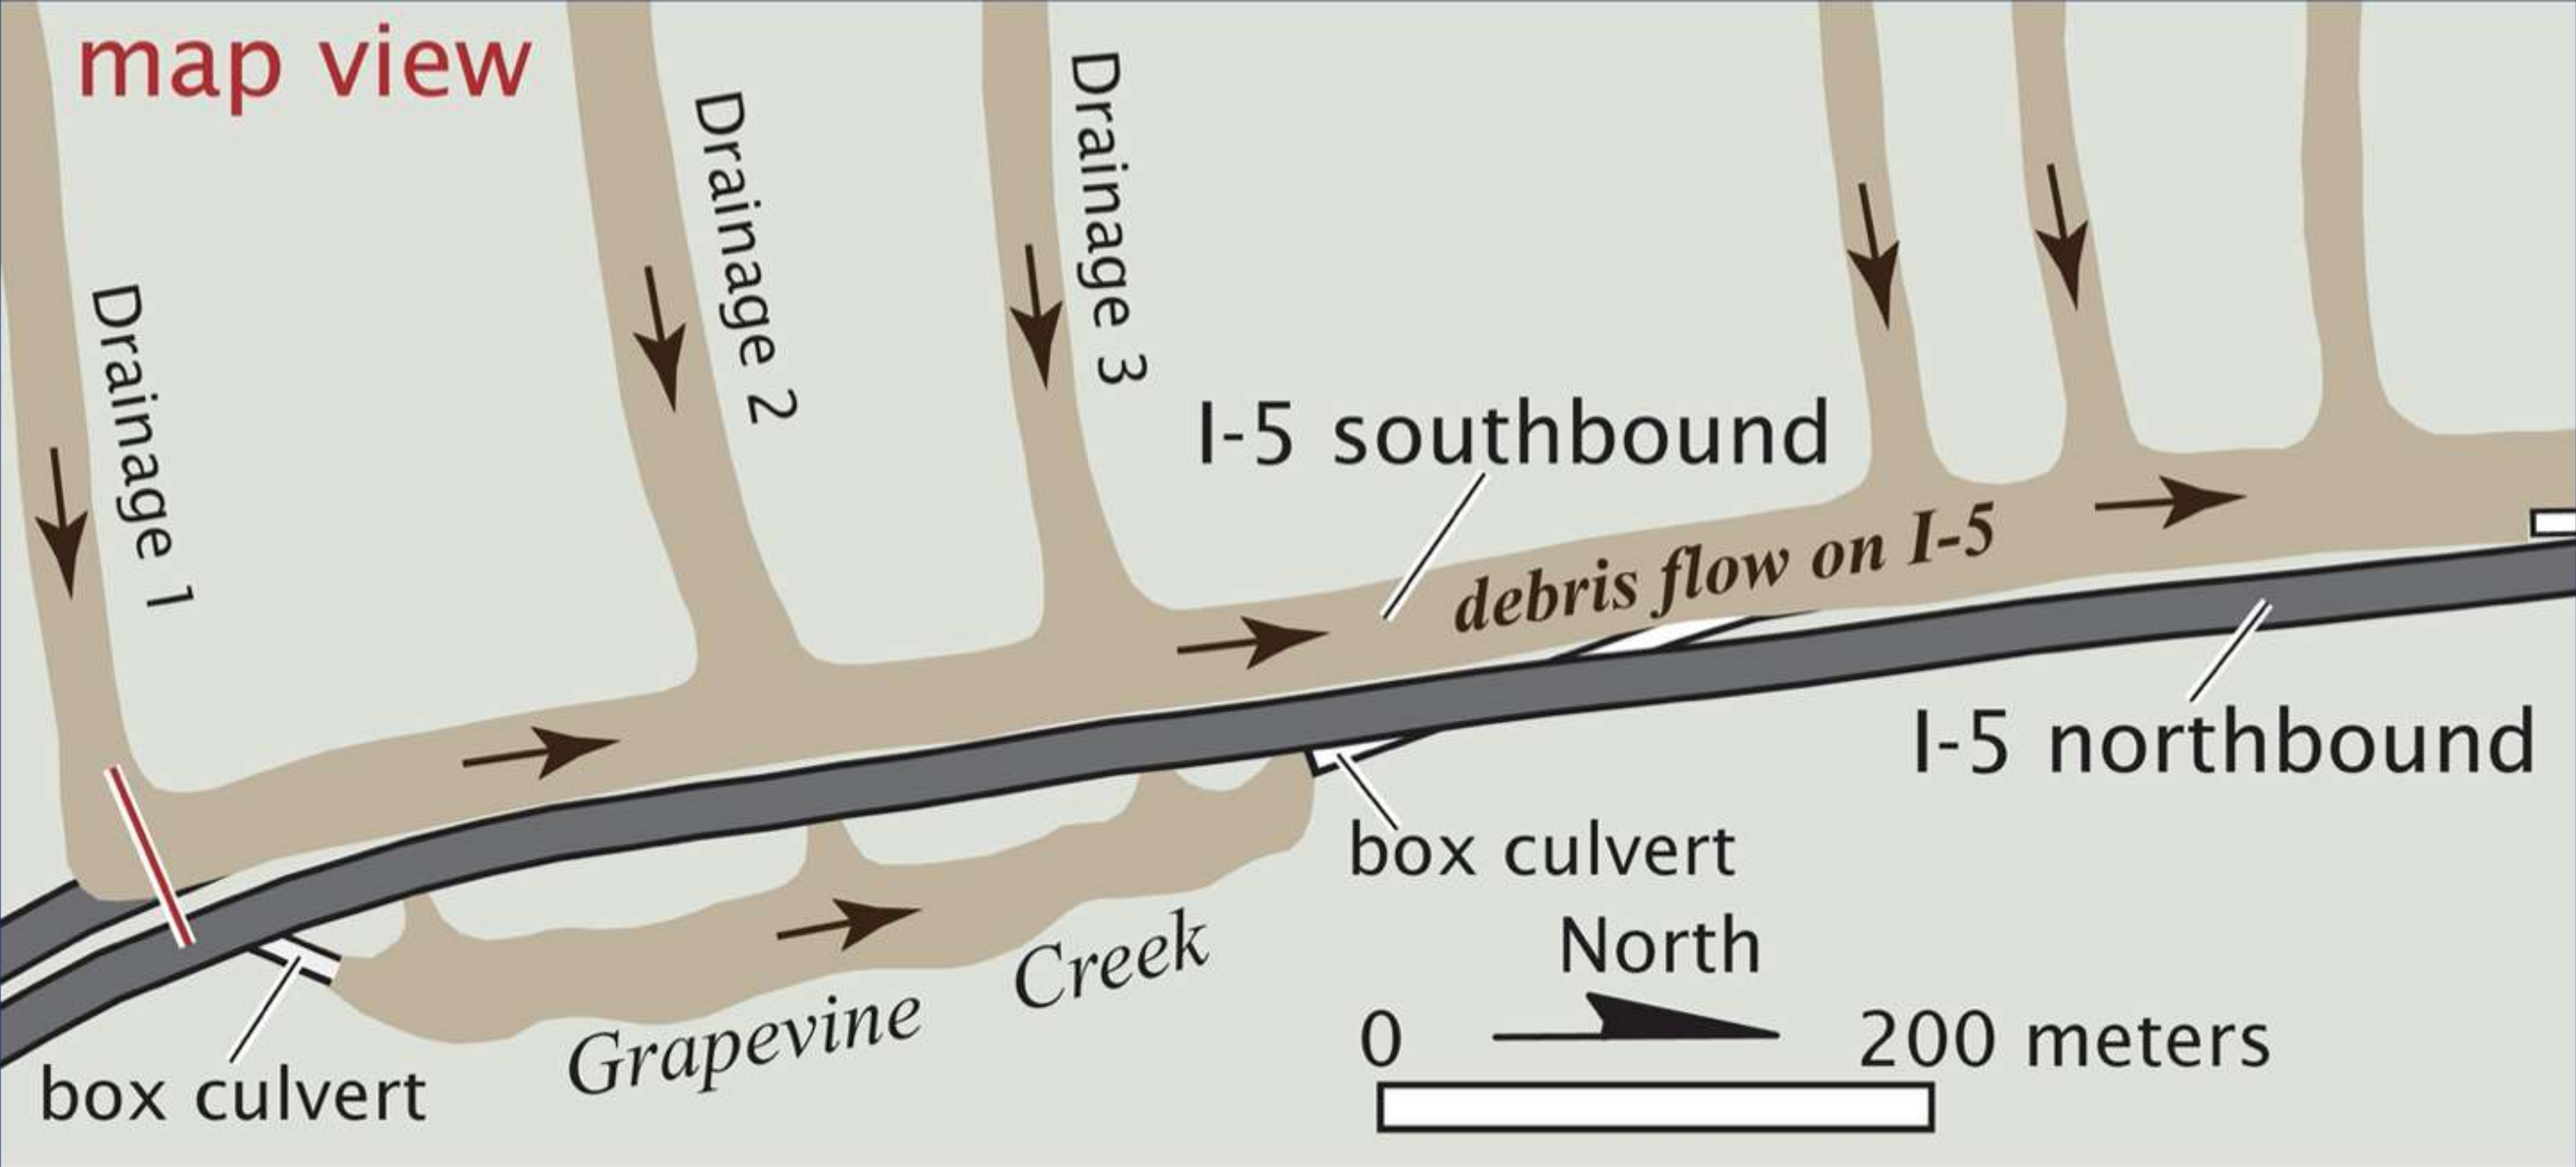 map view
Drainage 1
Drainage 2
Drainage 3
I-5 southbound
debris flow on I-5
I-5 northbound
box culvert
Grapevine Creek
box culvert
North
0 200 meters